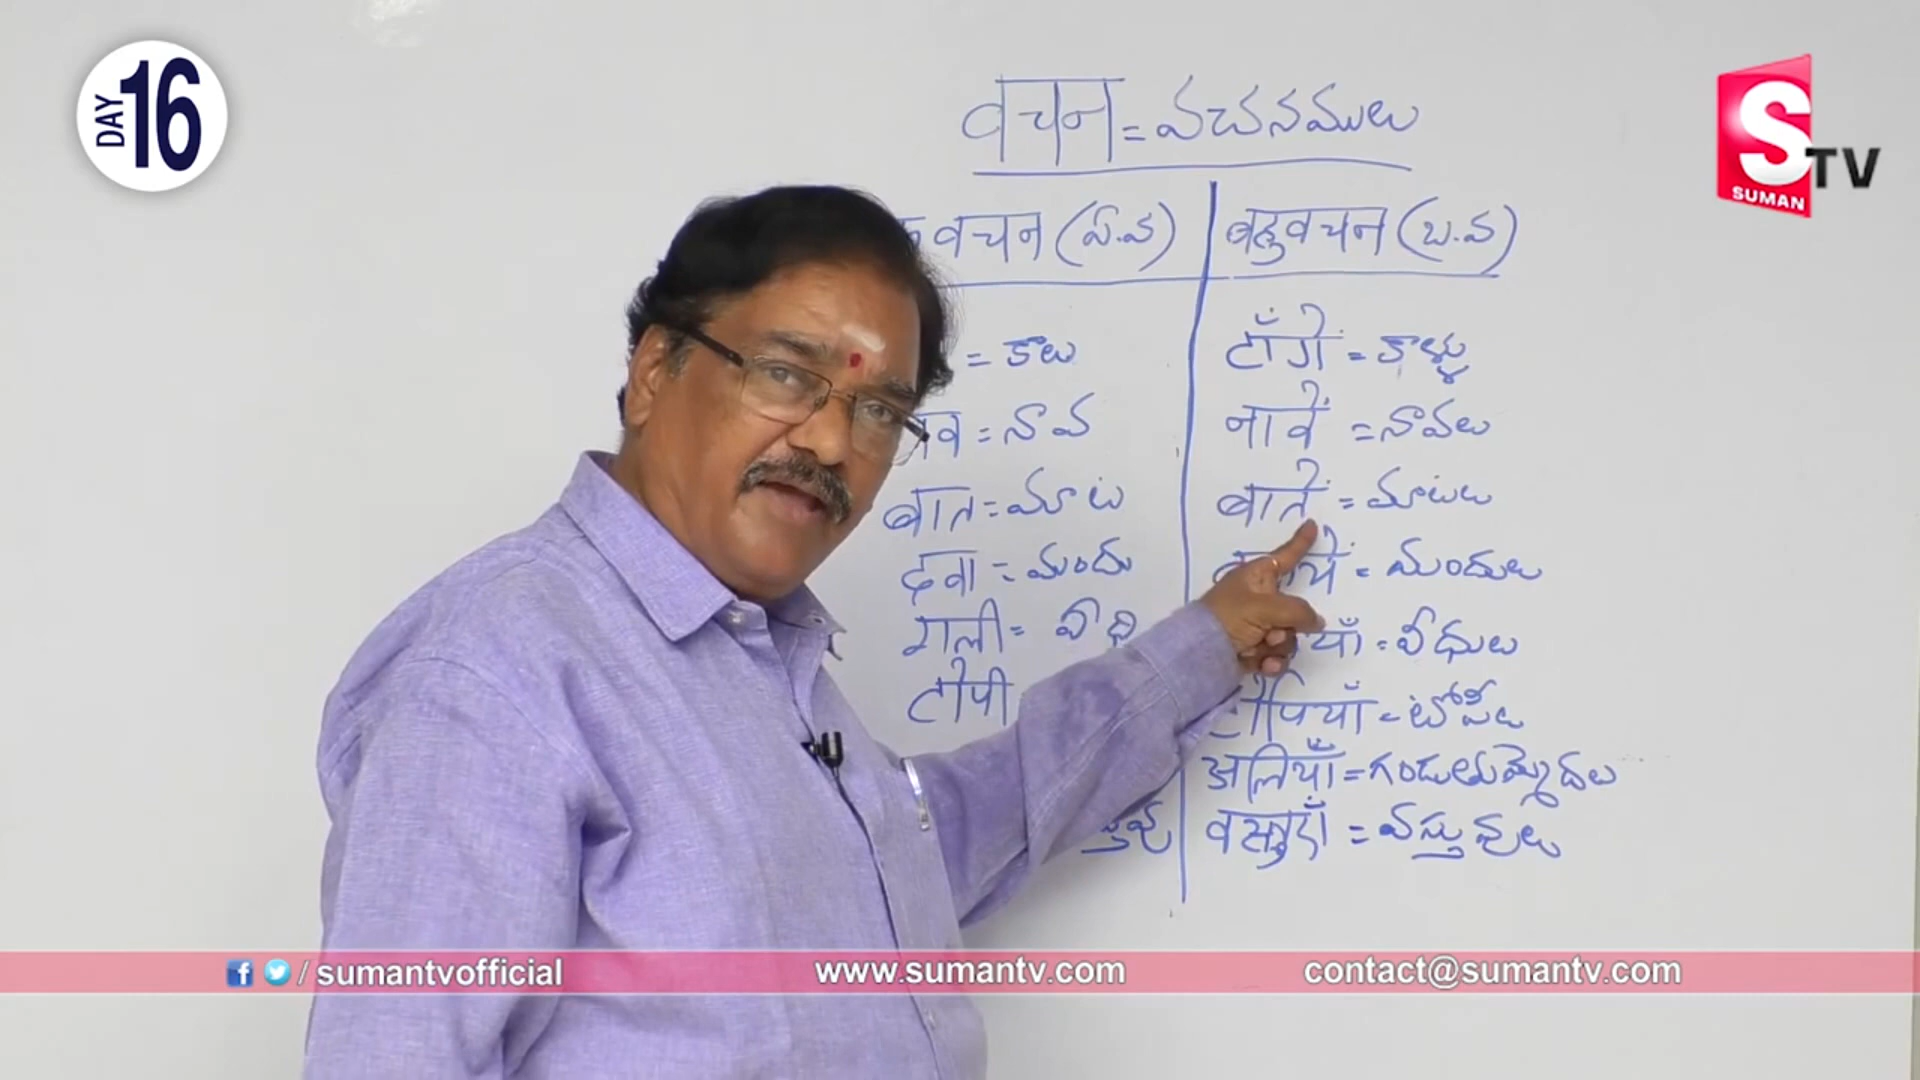 DAY 16
S TV
SUMAN
वचन = వచనములు
वचन (ఏ.వ) बहुवचन (బ.వ)
= కాలు टाँगें = కాళ్ళు
नाव = నావ नावें = నావలు
बात = మాట बातें = మాటలు
दवा = మందు = మందులు
गली = వీధి याँ = వీధులు
टोपी टोपियाँ = టోపీలు
अलियाँ = గండుతుమ్మెదలు
స్తువు वस्तुएँ = వస్తువులు
/ sumantvofficial www.sumantv.com contact@sumantv.com